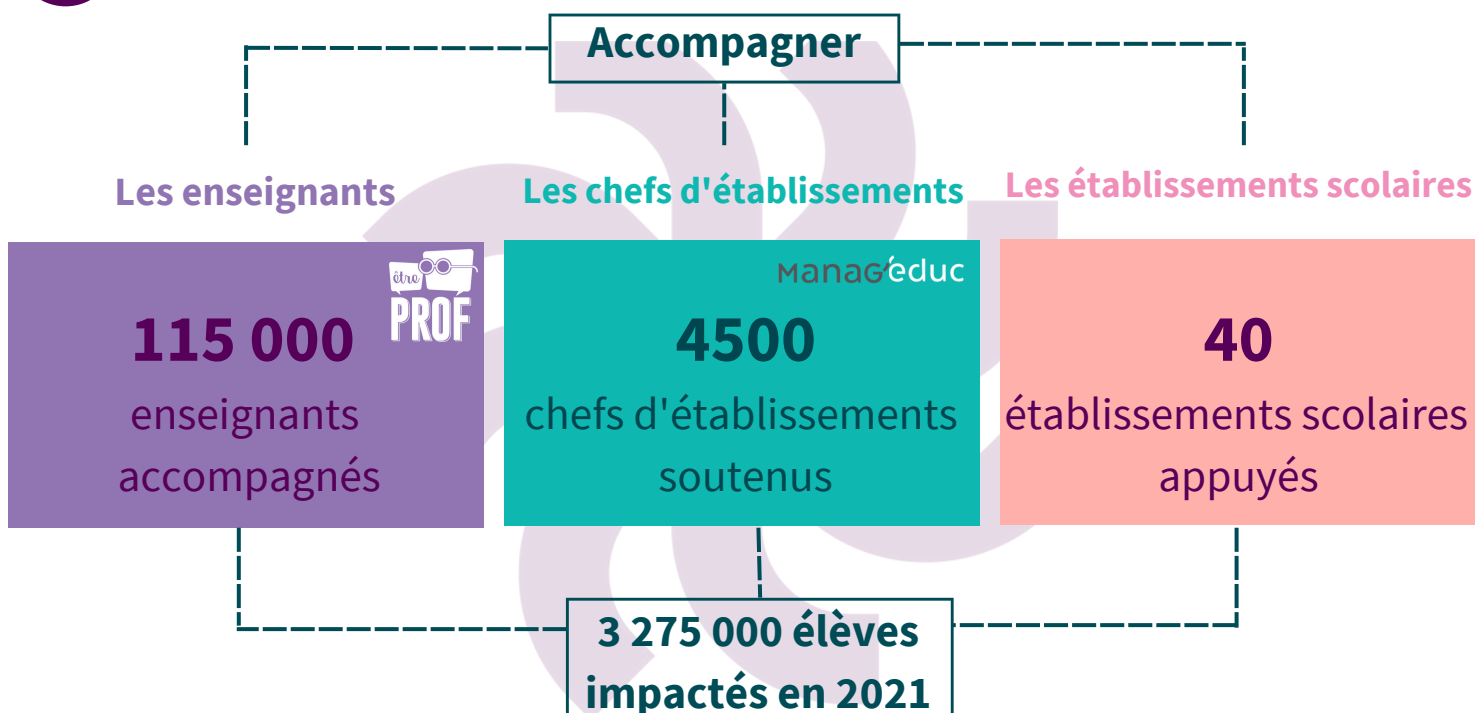 Accompagner
Les enseignants
Les chefs d'établissements
Les établissements scolaires
être
PROF
115 000
enseignants
accompagnés
Manag'éduc
4500
chefs d'établissements
soutenus
40
établissements scolaires
appuyés
3 275 000 élèves
impactés en 2021